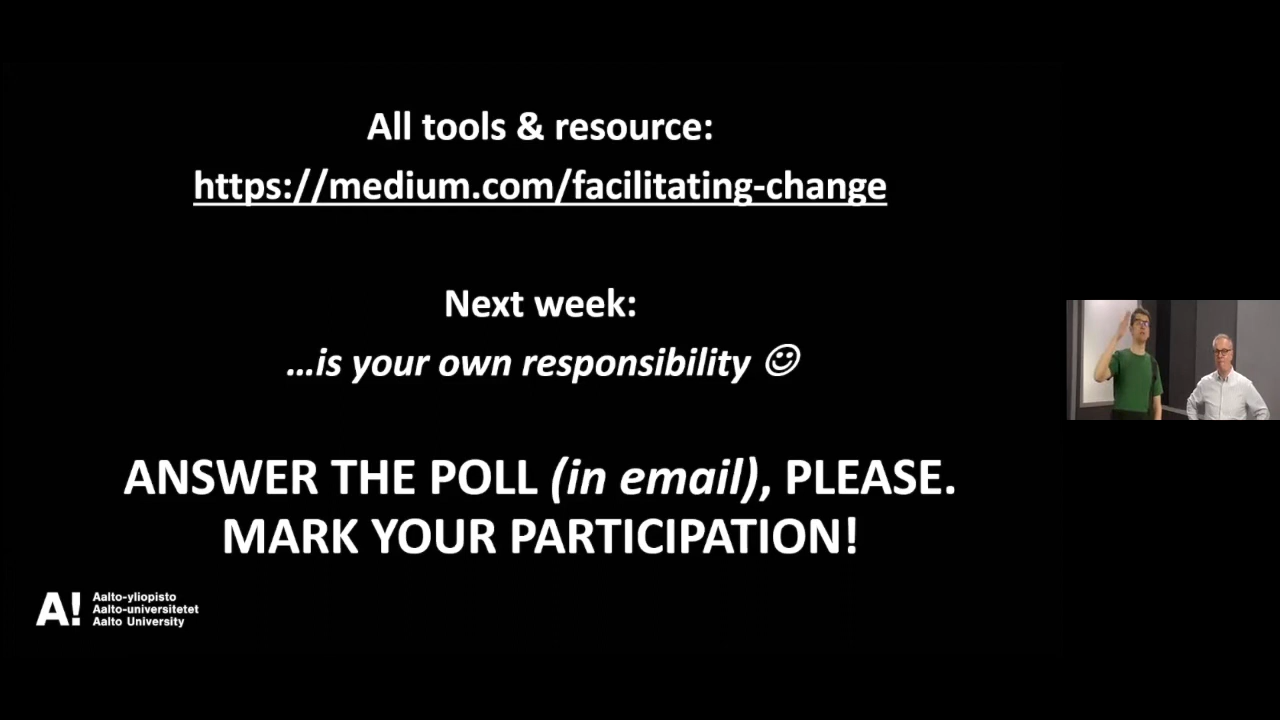 All tools & resource:
https://medium.com/facilitating-change
Next week:
...is your own responsibility ☺
ANSWER THE POLL (in email), PLEASE.
MARK YOUR PARTICIPATION!
A! Aalto-yliopisto
Aalto-universitetet
Aalto University